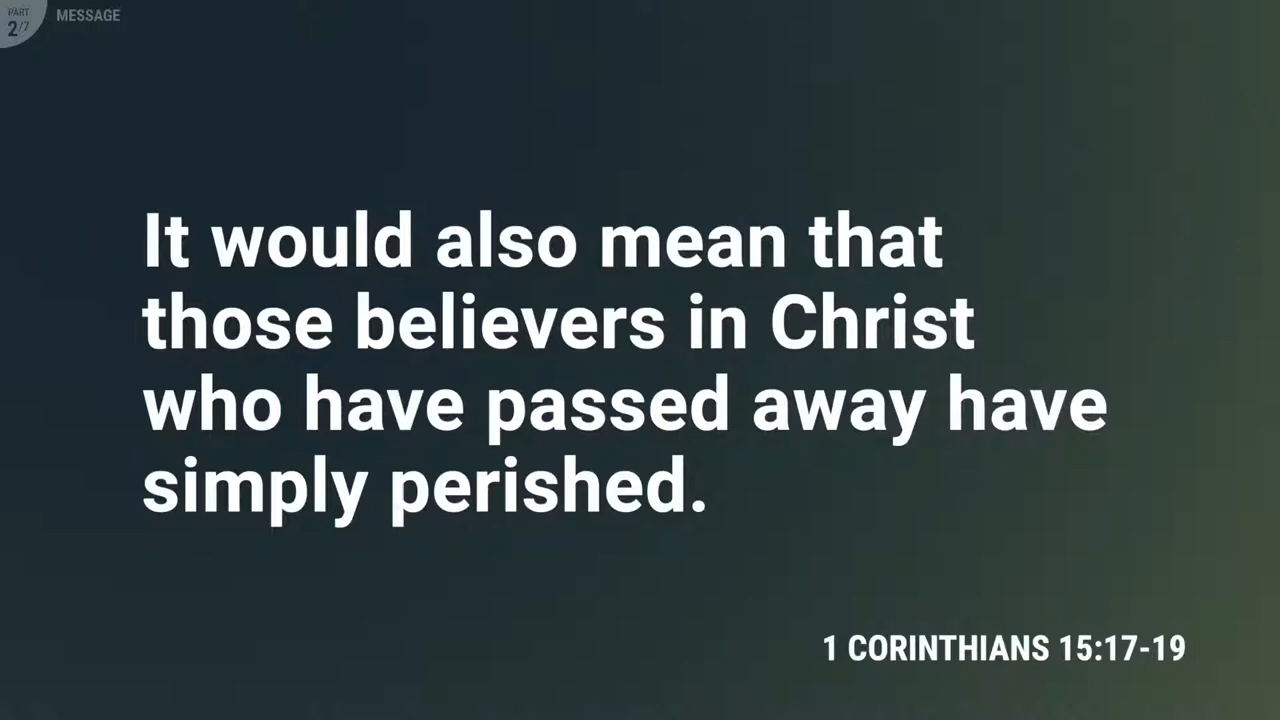 PART
2/7
MESSAGE
It would also mean that
those believers in Christ
who have passed away have
simply perished.
1 CORINTHIANS 15:17-19